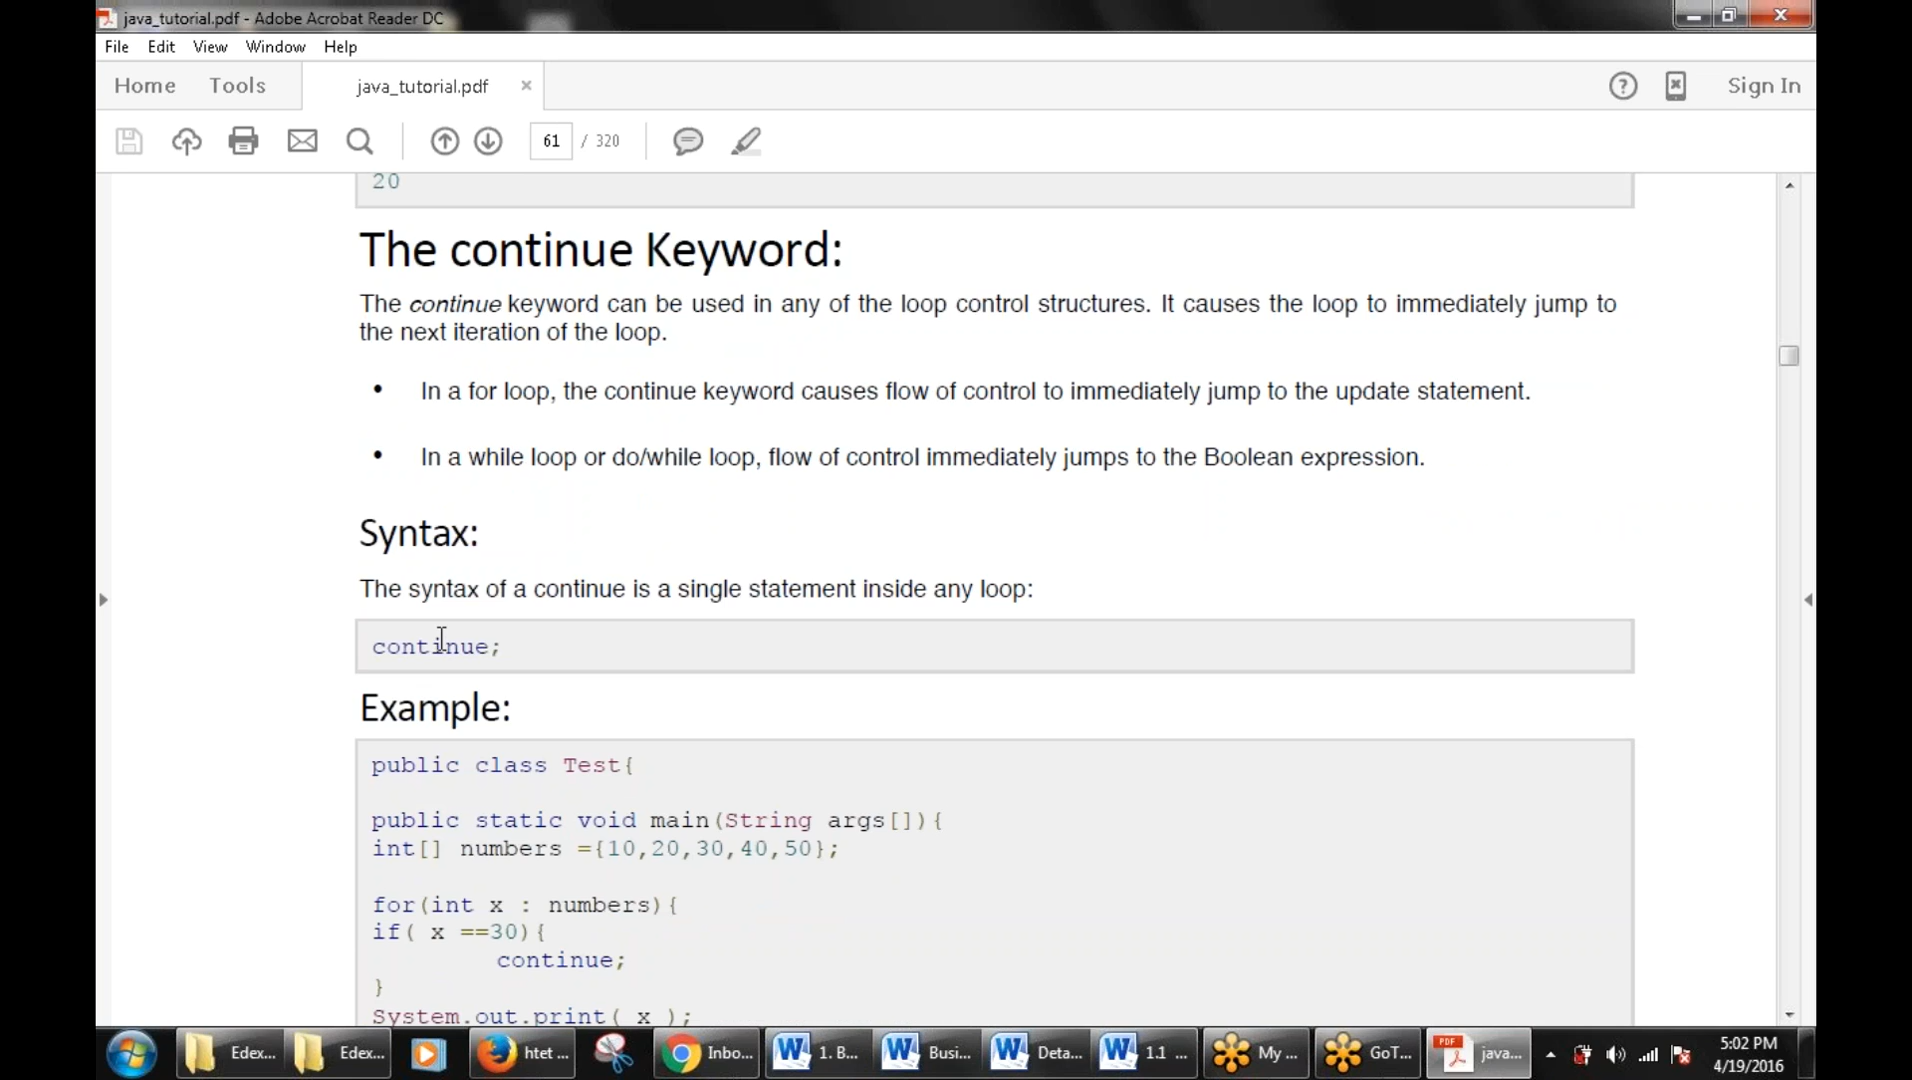 java_tutorial.pdf - Adobe Acrobat Reader DC
File Edit View Window Help
Home Tools java_tutorial.pdf × Sign In
61 / 320
20
The continue Keyword:
The continue keyword can be used in any of the loop control structures. It causes the loop to immediately jump to
the next iteration of the loop.
• In a for loop, the continue keyword causes flow of control to immediately jump to the update statement.
• In a while loop or do/while loop, flow of control immediately jumps to the Boolean expression.
Syntax:
The syntax of a continue is a single statement inside any loop:
continue;
Example:
public class Test{
public static void main(String args[]){
int[] numbers ={10,20,30,40,50};
for(int x : numbers){
if( x ==30){
continue;
}
System.out.print( x );
Edex... Edex... htet ... Inbo... 1. B... Busi... Deta... 1.1 ... My ... GoT... PDF java... 5:02 PM
4/19/2016